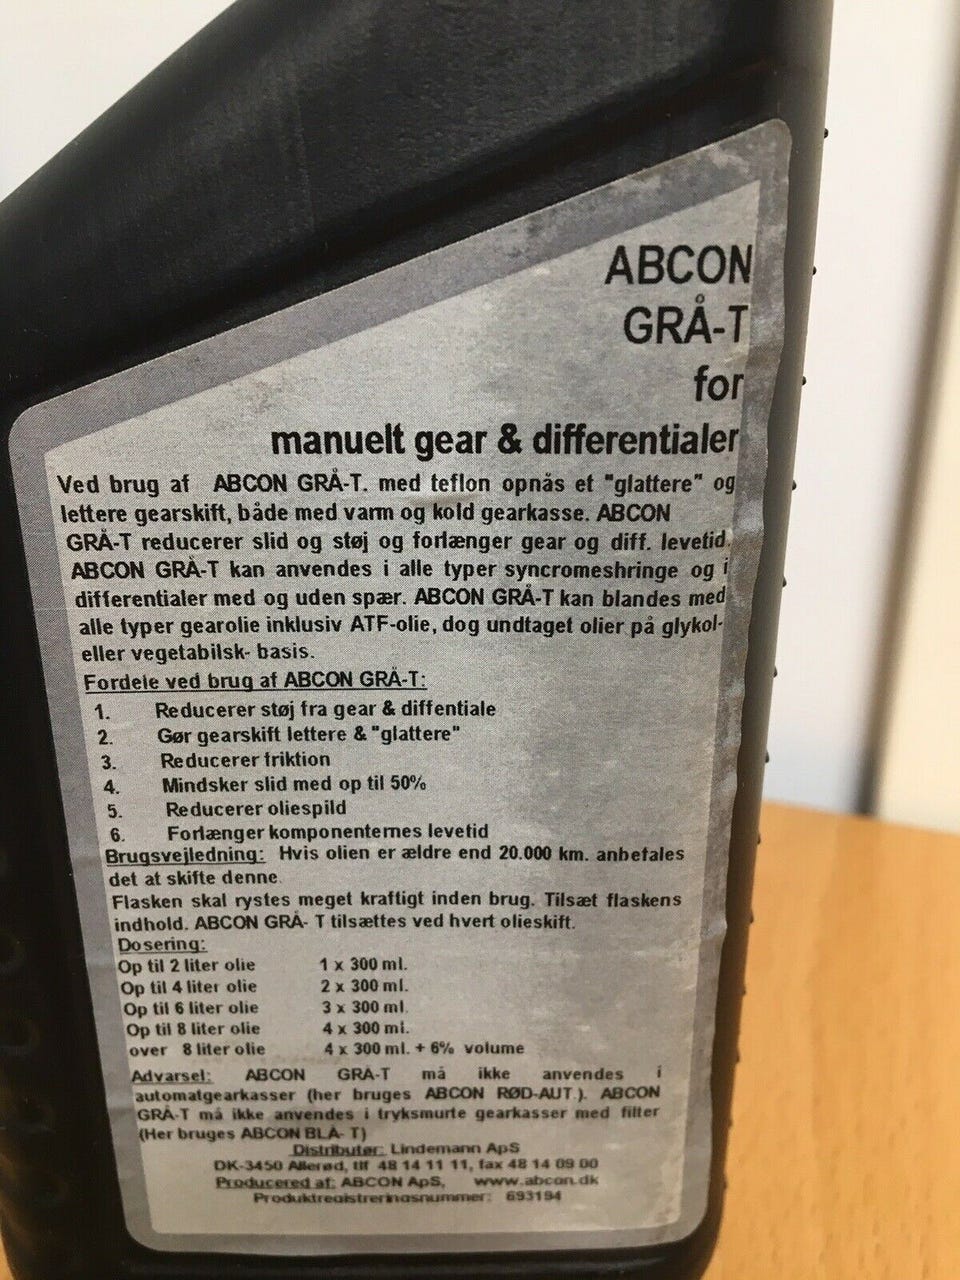 ABCON
GRÅ-T
for
manuelt gear & differentialer
Ved brug af ABCON GRÅ-T. med teflon opnås et "glattere" og
lettere gearskift, både med varm og kold gearkasse. ABCON
GRÅ-T reducerer slid og støj og forlænger gear og diff. levetid.
ABCON GRÅ-T kan anvendes i alle typer syncromeshringe og i
differentialer med og uden spær. ABCON GRÅ-T kan blandes med
alle typer gearolie inklusiv ATF-olie, dog undtaget olier på glykol-
eller vegetabilsk- basis.
Fordele ved brug af ABCON GRÅ-T:
1. Reducerer støj fra gear & diffentiale
2. Gør gearskift lettere & "glattere"
3. Reducerer friktion
4. Mindsker slid med op til 50%
5. Reducerer oliespild
6. Forlænger komponenternes levetid
Brugsvejledning: Hvis olien er ældre end 20.000 km. anbefales
det at skifte denne.
Flasken skal rystes meget kraftigt inden brug. Tilsæt flaskens
indhold. ABCON GRÅ- T tilsættes ved hvert olieskift.
Dosering:
Op til 2 liter olie 1 x 300 ml.
Op til 4 liter olie 2 x 300 ml.
Op til 6 liter olie 3 x 300 ml.
Op til 8 liter olie 4 x 300 ml.
over 8 liter olie 4 x 300 ml. + 6% volume
Advarsel: ABCON GRÅ-T må ikke anvendes i
automatgearkasser (her bruges ABCON RØD-AUT.). ABCON
GRÅ-T må ikke anvendes i tryksmurte gearkasser med filter
(Her bruges ABCON BLÅ- T)
Distributør: Lindemann ApS
DK-3450 Allerød, tlf 48 14 11 11, fax 48 14 09 00
Producered af: ABCON ApS, www.abcon.dk
Produktregistreringsnummer: 693194